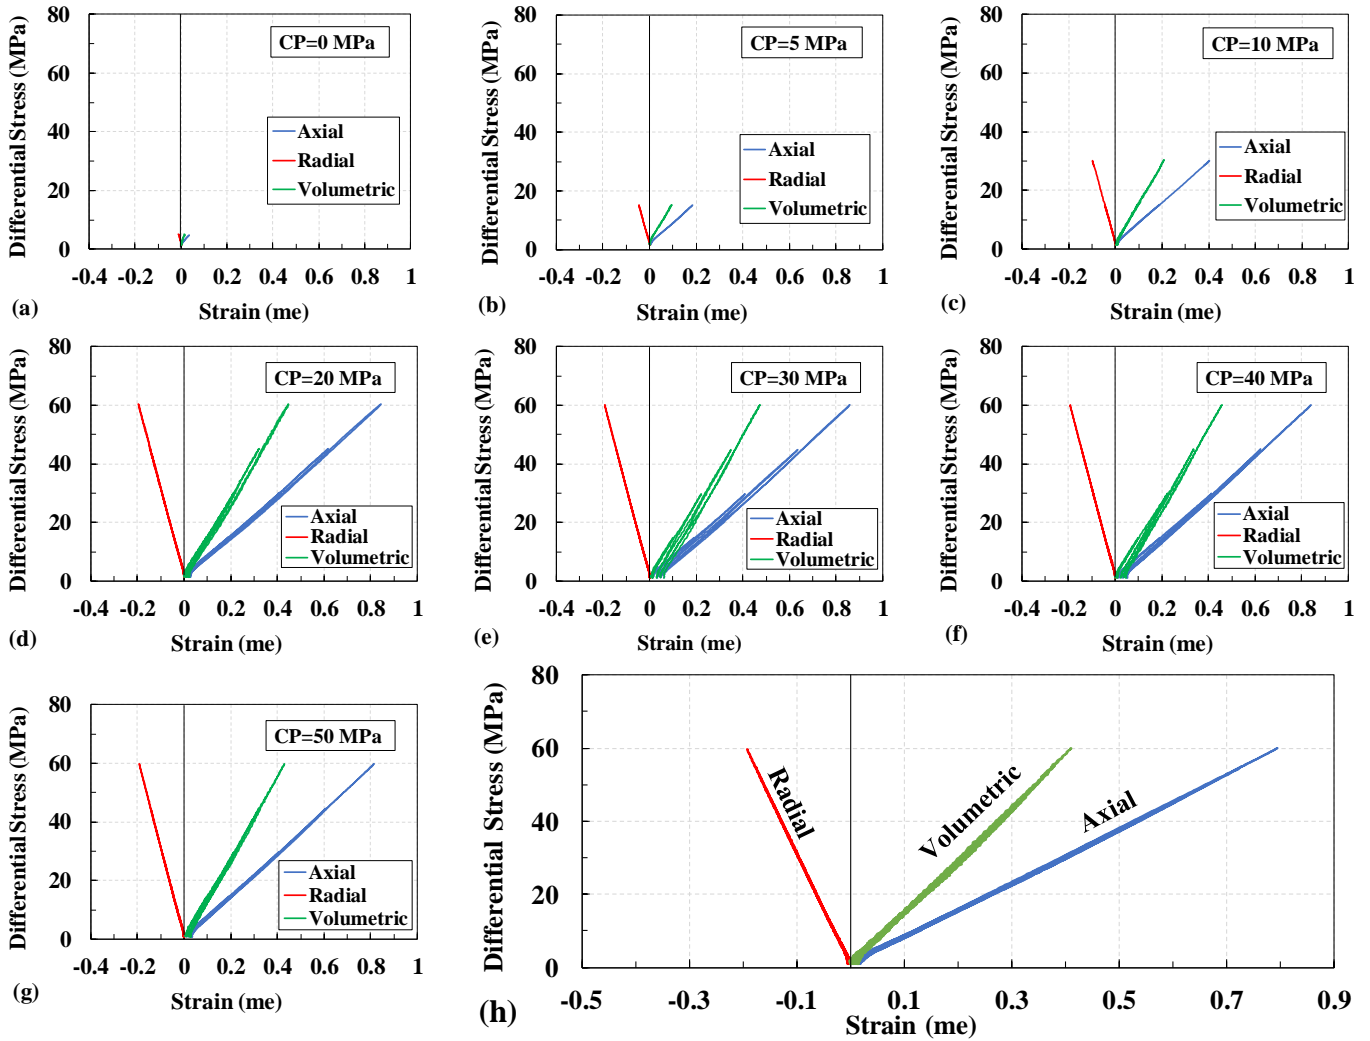 Differential Stress (MPa)
80
60
40
20
0
CP=0 MPa
Axial
Radial
Volumetric
-0.4 -0.2 0 0.2 0.4 0.6 0.8 1
(a)
Strain (me)
Differential Stress (MPa)
80
60
40
20
0
CP=5 MPa
Axial
Radial
Volumetric
-0.4 -0.2 0 0.2 0.4 0.6 0.8 1
(b)
Strain (me)
Differential Stress (MPa)
80
60
40
20
0
CP=10 MPa
Axial
Radial
Volumetric
-0.4 -0.2 0 0.2 0.4 0.6 0.8 1
(c)
Strain (me)
Differential Stress (MPa)
80
60
40
20
0
CP=20 MPa
Axial
Radial
Volumetric
-0.4 -0.2 0 0.2 0.4 0.6 0.8 1
(d)
Strain (me)
Differential Stress (MPa)
80
60
40
20
0
CP=30 MPa
Axial
Radial
Volumetric
-0.4 -0.2 0 0.2 0.4 0.6 0.8 1
(e)
Strain (me)
Differential Stress (MPa)
80
60
40
20
0
CP=40 MPa
Axial
Radial
Volumetric
-0.4 -0.2 0 0.2 0.4 0.6 0.8 1
(f)
Strain (me)
Differential Stress (MPa)
80
60
40
20
0
CP=50 MPa
Axial
Radial
Volumetric
-0.4 -0.2 0 0.2 0.4 0.6 0.8 1
(g)
Strain (me)
Differential Stress (MPa)
80
60
40
20
0
Radial
Volumetric
Axial
-0.5 -0.3 -0.1 0.1 0.3 0.5 0.7 0.9
(h)
Strain (me)